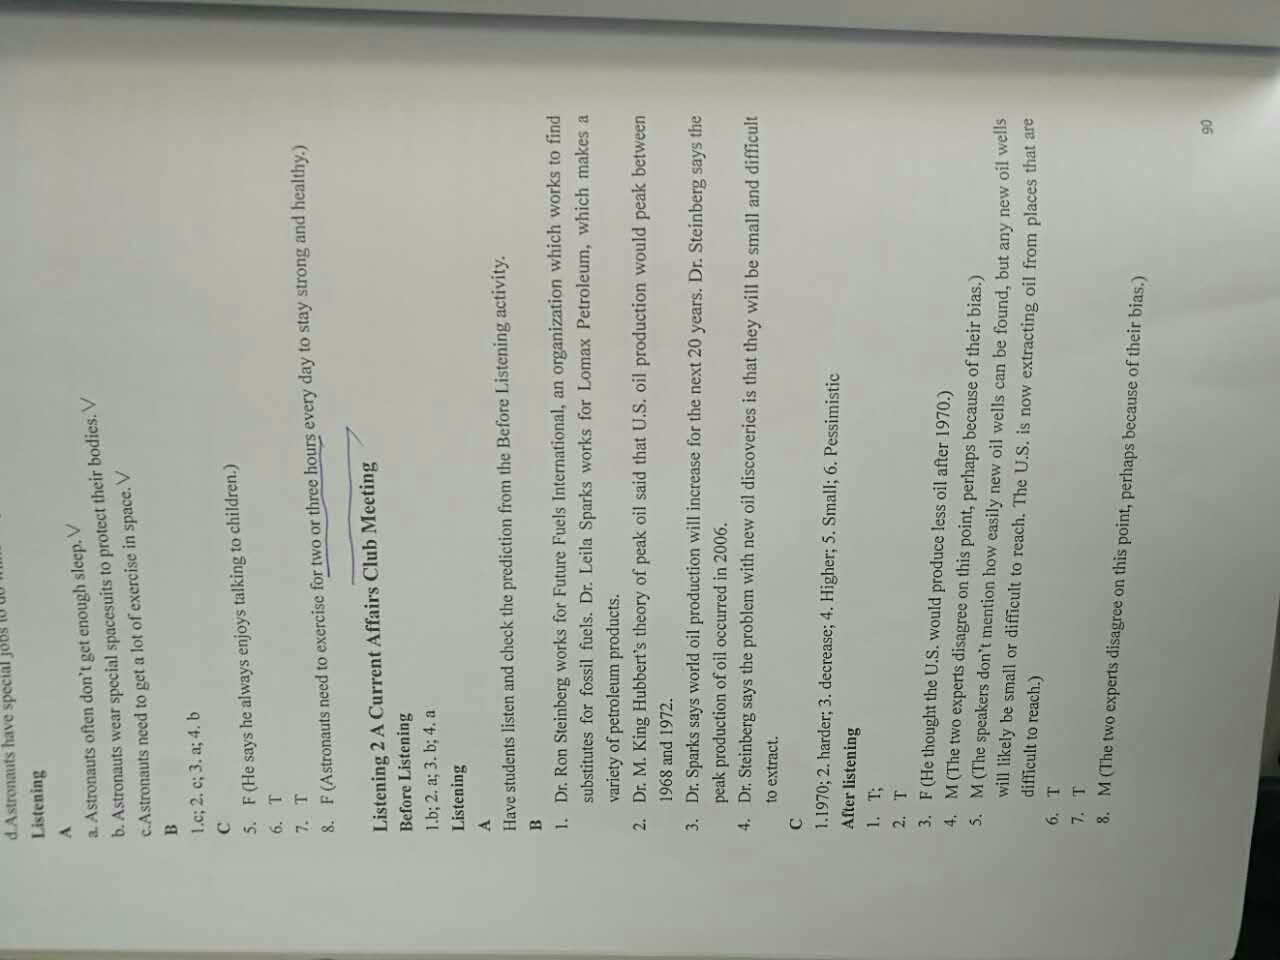 d.Astronauts have special jobs to do
Listening
A
a. Astronauts often don't get enough sleep. V
b. Astronauts wear special spacesuits to protect their bodies. V
c.Astronauts need to get a lot of exercise in space. V
B
1.c; 2. c; 3. a; 4. b
C
5. F (He says he always enjoys talking to children.)
6. T
7. T
8. F (Astronauts need to exercise for two or three hours every day to stay strong and healthy.)
Listening 2 A Current Affairs Club Meeting
Before Listening
1.b; 2. a; 3. b; 4. a
Listening
A
Have students listen and check the prediction from the Before Listening activity.
B
1. Dr. Ron Steinberg works for Future Fuels International, an organization which works to find
substitutes for fossil fuels. Dr. Leila Sparks works for Lomax Petroleum, which makes a
variety of petroleum products.
2. Dr. M. King Hubbert's theory of peak oil said that U.S. oil production would peak between
1968 and 1972.
3. Dr. Sparks says world oil production will increase for the next 20 years. Dr. Steinberg says the
peak production of oil occurred in 2006.
4. Dr. Steinberg says the problem with new oil discoveries is that they will be small and difficult
to extract.
C
1.1970; 2. harder; 3. decrease; 4. Higher; 5. Small; 6. Pessimistic
After listening
1. T;
2. T
3. F (He thought the U.S. would produce less oil after 1970.)
4. M (The two experts disagree on this point, perhaps because of their bias.)
5. M (The speakers don't mention how easily new oil wells can be found, but any new oil wells
will likely be small or difficult to reach. The U.S. is now extracting oil from places that are
difficult to reach.)
6. T
7. T
8. M (The two experts disagree on this point, perhaps because of their bias.)
90